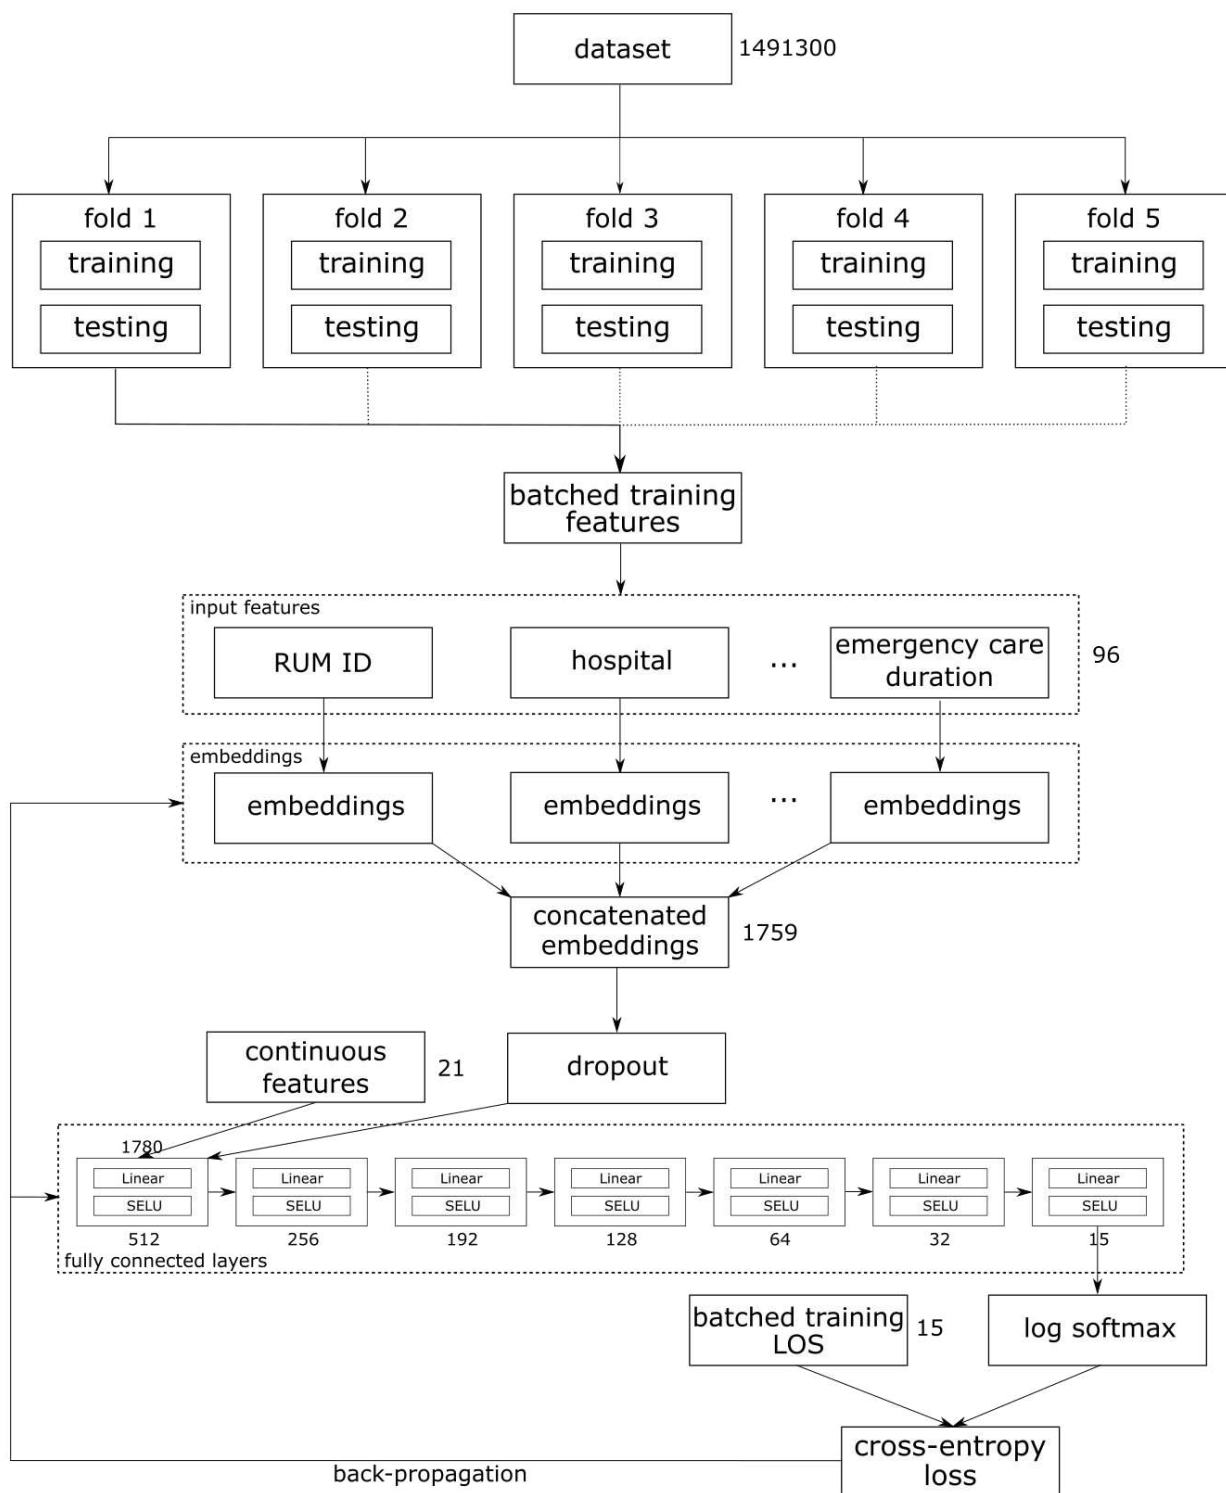 dataset
1491300
fold 1
training
testing
fold 2
training
testing
fold 3
training
testing
fold 4
training
testing
fold 5
training
testing
batched training
features
input features
RUM ID
hospital
...
emergency care
duration
96
embeddings
embeddings
embeddings
...
embeddings
concatenated
embeddings
1759
continuous
features
21
dropout
1780
Linear
SELU
512
Linear
SELU
256
Linear
SELU
192
Linear
SELU
128
Linear
SELU
64
Linear
SELU
32
Linear
SELU
15
fully connected layers
batched training
LOS
15
log softmax
cross-entropy
loss
back-propagation